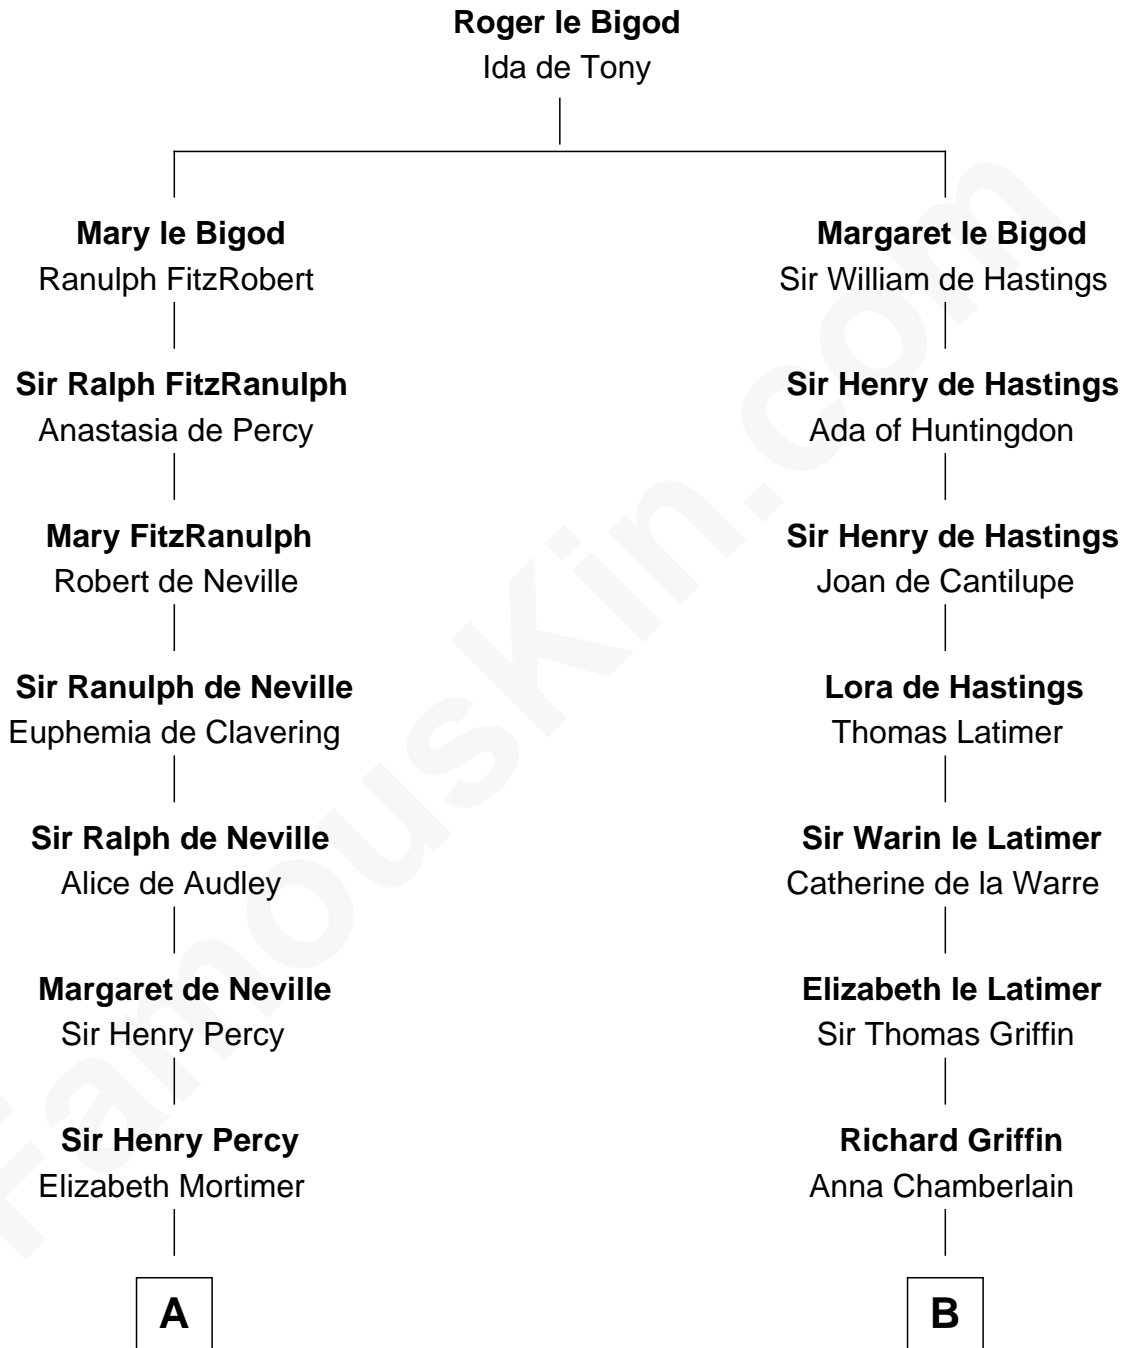 Roger le Bigod
Ida de Tony
Mary le Bigod
Ranulph FitzRobert
Margaret le Bigod
Sir William de Hastings
Sir Ralph FitzRanulph
Anastasia de Percy
Sir Henry de Hastings
Ada of Huntingdon
Mary FitzRanulph
Robert de Neville
Sir Henry de Hastings
Joan de Cantilupe
Sir Ranulph de Neville
Euphemia de Clavering
Lora de Hastings
Thomas Latimer
Sir Ralph de Neville
Alice de Audley
Sir Warin le Latimer
Catherine de la Warre
Margaret de Neville
Sir Henry Percy
Elizabeth le Latimer
Sir Thomas Griffin
Sir Henry Percy
Elizabeth Mortimer
Richard Griffin
Anna Chamberlain
A
B
FamousKin.com